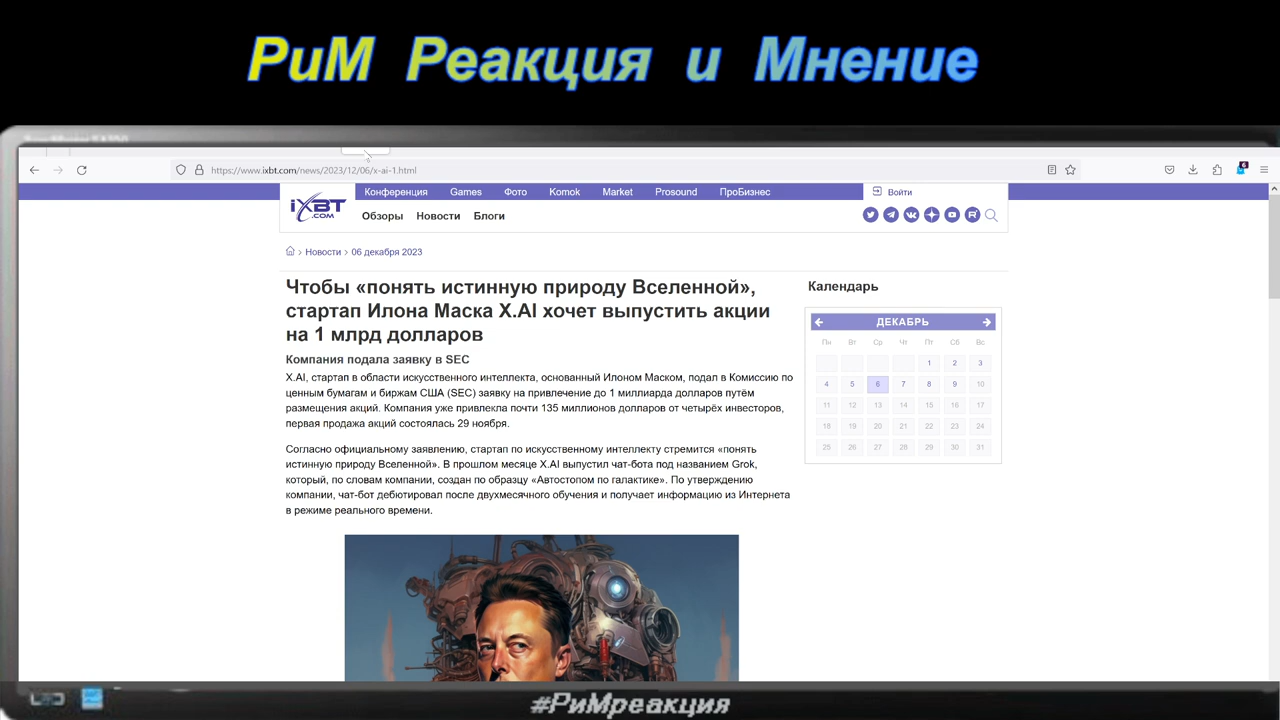 РиМ Реакция и Мнение
https://www.ixbt.com/news/2023/12/06/x-ai-1.html
6
Конференция Games Фото Komok Market Prosound ПроБизнес Войти
iXBT
.COM
Обзоры Новости Блоги
Новости > 06 декабря 2023
Чтобы «понять истинную природу Вселенной»,
стартап Илона Маска X.AI хочет выпустить акции
на 1 млрд долларов
Компания подала заявку в SEC
X.AI, стартап в области искусственного интеллекта, основанный Илоном Маском, подал в Комиссию по
ценным бумагам и биржам США (SEC) заявку на привлечение до 1 миллиарда долларов путём
размещения акций. Компания уже привлекла почти 135 миллионов долларов от четырёх инвесторов,
первая продажа акций состоялась 29 ноября.
Согласно официальному заявлению, стартап по искусственному интеллекту стремится «понять
истинную природу Вселенной». В прошлом месяце X.AI выпустил чат-бота под названием Grok,
который, по словам компании, создан по образцу «Автостопом по галактике». По утверждению
компании, чат-бот дебютировал после двухмесячного обучения и получает информацию из Интернета
в режиме реального времени.
Календарь
ДЕКАБРЬ
Пн Вт Ср Чт Пт Сб Вс
1 2 3
4 5 6 7 8 9 10
11 12 13 14 15 16 17
18 19 20 21 22 23 24
25 26 27 28 29 30 31
#РиМреакция